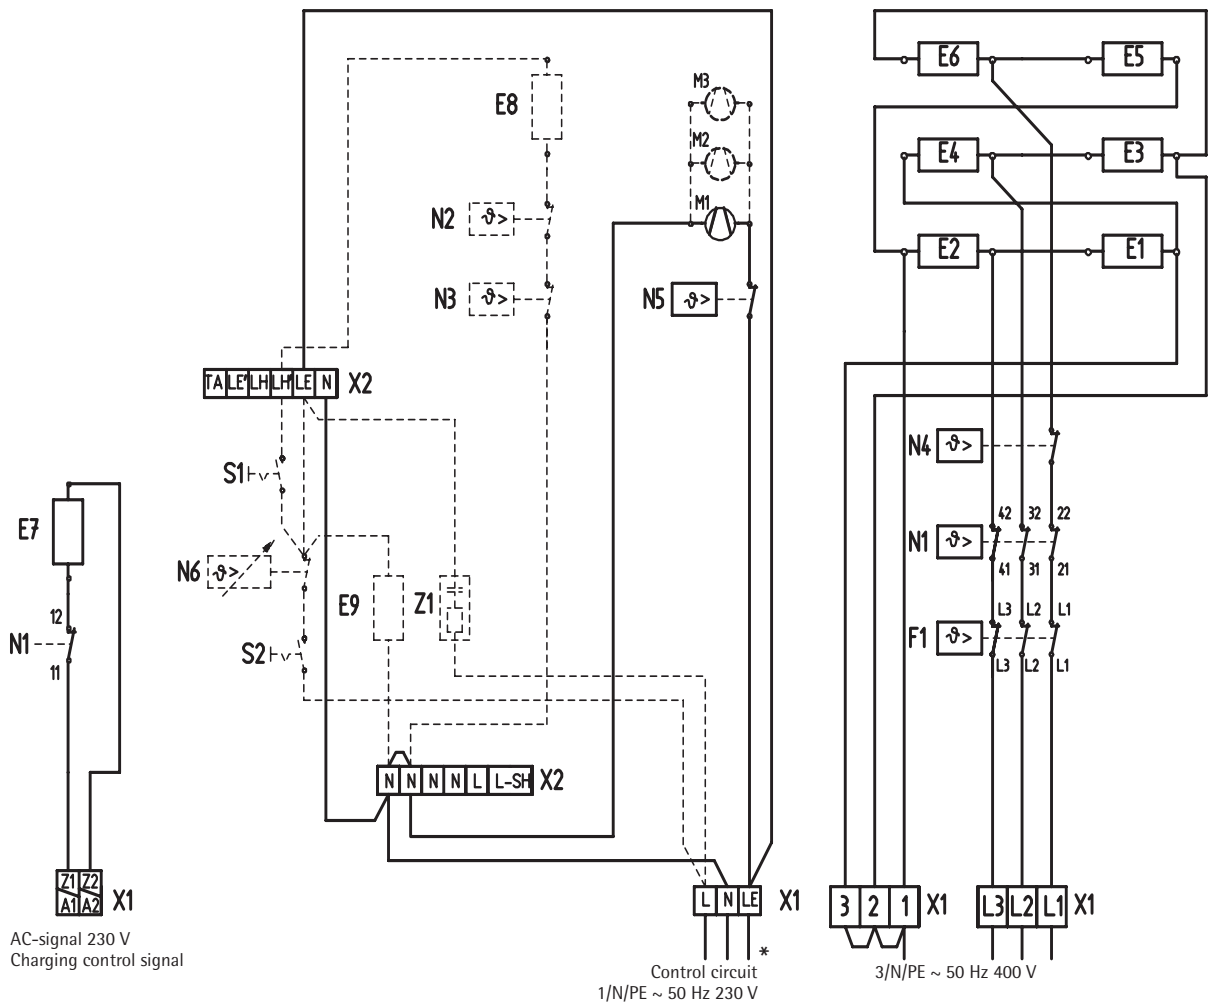 E6
E5
M3
E8
M2
E4
E3
M1
N2
E2
E1
N3
N5
TA LE' LH LH' LE N X2
N4
S1
42 32 22
E7
N1
41 31 21
N6
E9
Z1
12
L3 L2 L1
N1
F1
11
S2
L3 L2 L1
N N N N L L-SH X2
Z1 Z2
A1 A2
X1
L N LE X1
3 2 1 X1
L3 L2 L1 X1
AC-signal 230 V
Charging control signal
*
Control circuit
1/N/PE ~ 50 Hz 230 V
3/N/PE ~ 50 Hz 400 V
ϑ>
ϑ>
ϑ>
ϑ>
ϑ>
ϑ>
ϑ>